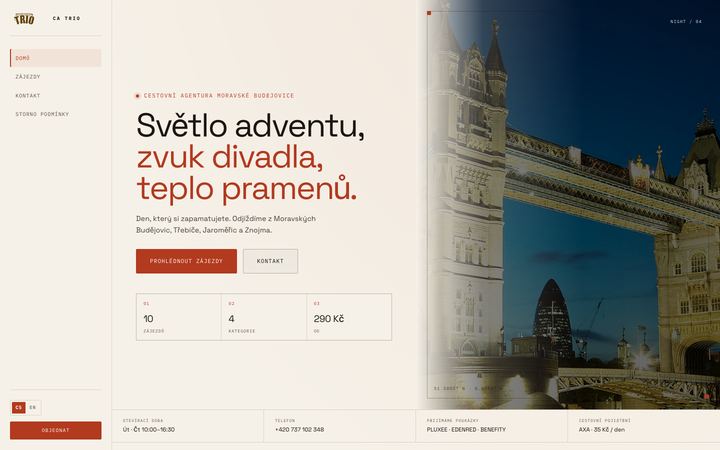 TRIO
CA TRIO
DOMŮ
ZÁJEZDY
KONTAKT
STORNO PODMÍNKY
CS EN
OBJEDNAT
CESTOVNÍ AGENTURA MORAVSKÉ BUDĚJOVICE
Světlo adventu,
zvuk divadla,
teplo pramenů.
Den, který si zapamatujete. Odjíždíme z Moravských
Budějovic, Třebíče, Jaroměřic a Znojma.
PROHLÉDNOUT ZÁJEZDY
KONTAKT
01
10
ZÁJEZDŮ
02
4
KATEGORIE
03
290 Kč
OD
NIGHT / 04
OTEVÍRACÍ DOBA
Út · Čt 10:00–16:30
TELEFON
+420 737 102 348
PŘIJÍMÁME POUKÁZKY
PLUXEE · EDENRED · BENEFITY
CESTOVNÍ POJIŠTĚNÍ
AXA · 35 Kč / den